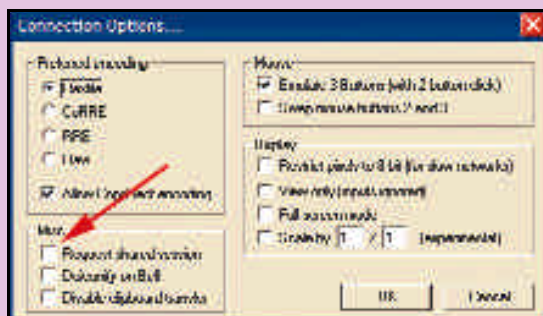 Connection Options...
Preferred encoding
Hextile
CoRRE
RRE
Raw
Allow CopyRect encoding
Misc
Request shared session
Deiconify on Bell
Disable clipboard transfer
Mouse
Emulate 3 Buttons (with 2-button click)
Swap mouse buttons 2 and 3
Display
Restrict pixels to 8-bit (for slow networks)
View only (inputs ignored)
Full-screen mode
Scale by 1 / 1 (experimental)
OK Cancel